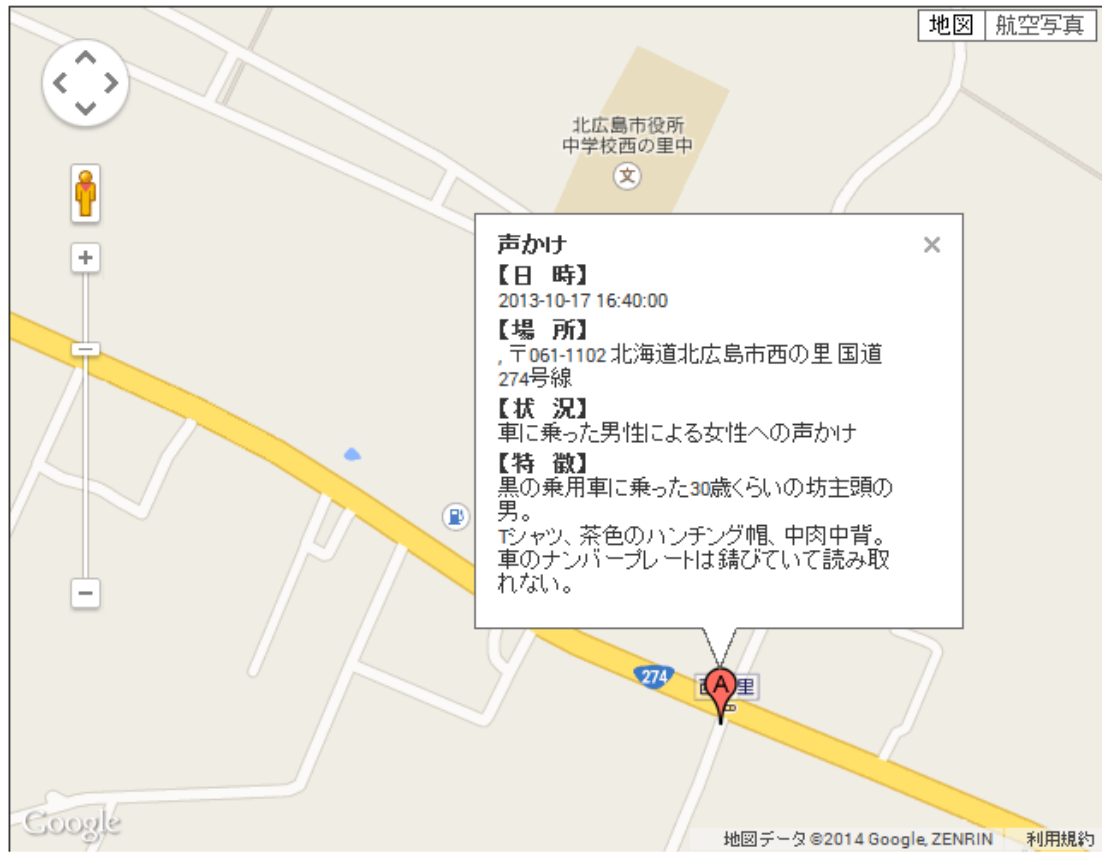 地図
航空写真
北広島市役所
中学校西の里中
文
声かけ
【日 時】
2013-10-17 16:40:00
【場 所】
, 〒061-1102 北海道北広島市西の里 国道
274号線
【状 況】
車に乗った男性による女性への声かけ
【特 徴】
黒の乗用車に乗った30歳くらいの坊主頭の
男。
Tシャツ、茶色のハンチング帽、中肉中背。
車のナンバープレートは錆びていて読み取
れない。
274
A
里
Google
地図データ ©2014 Google, ZENRIN
利用規約